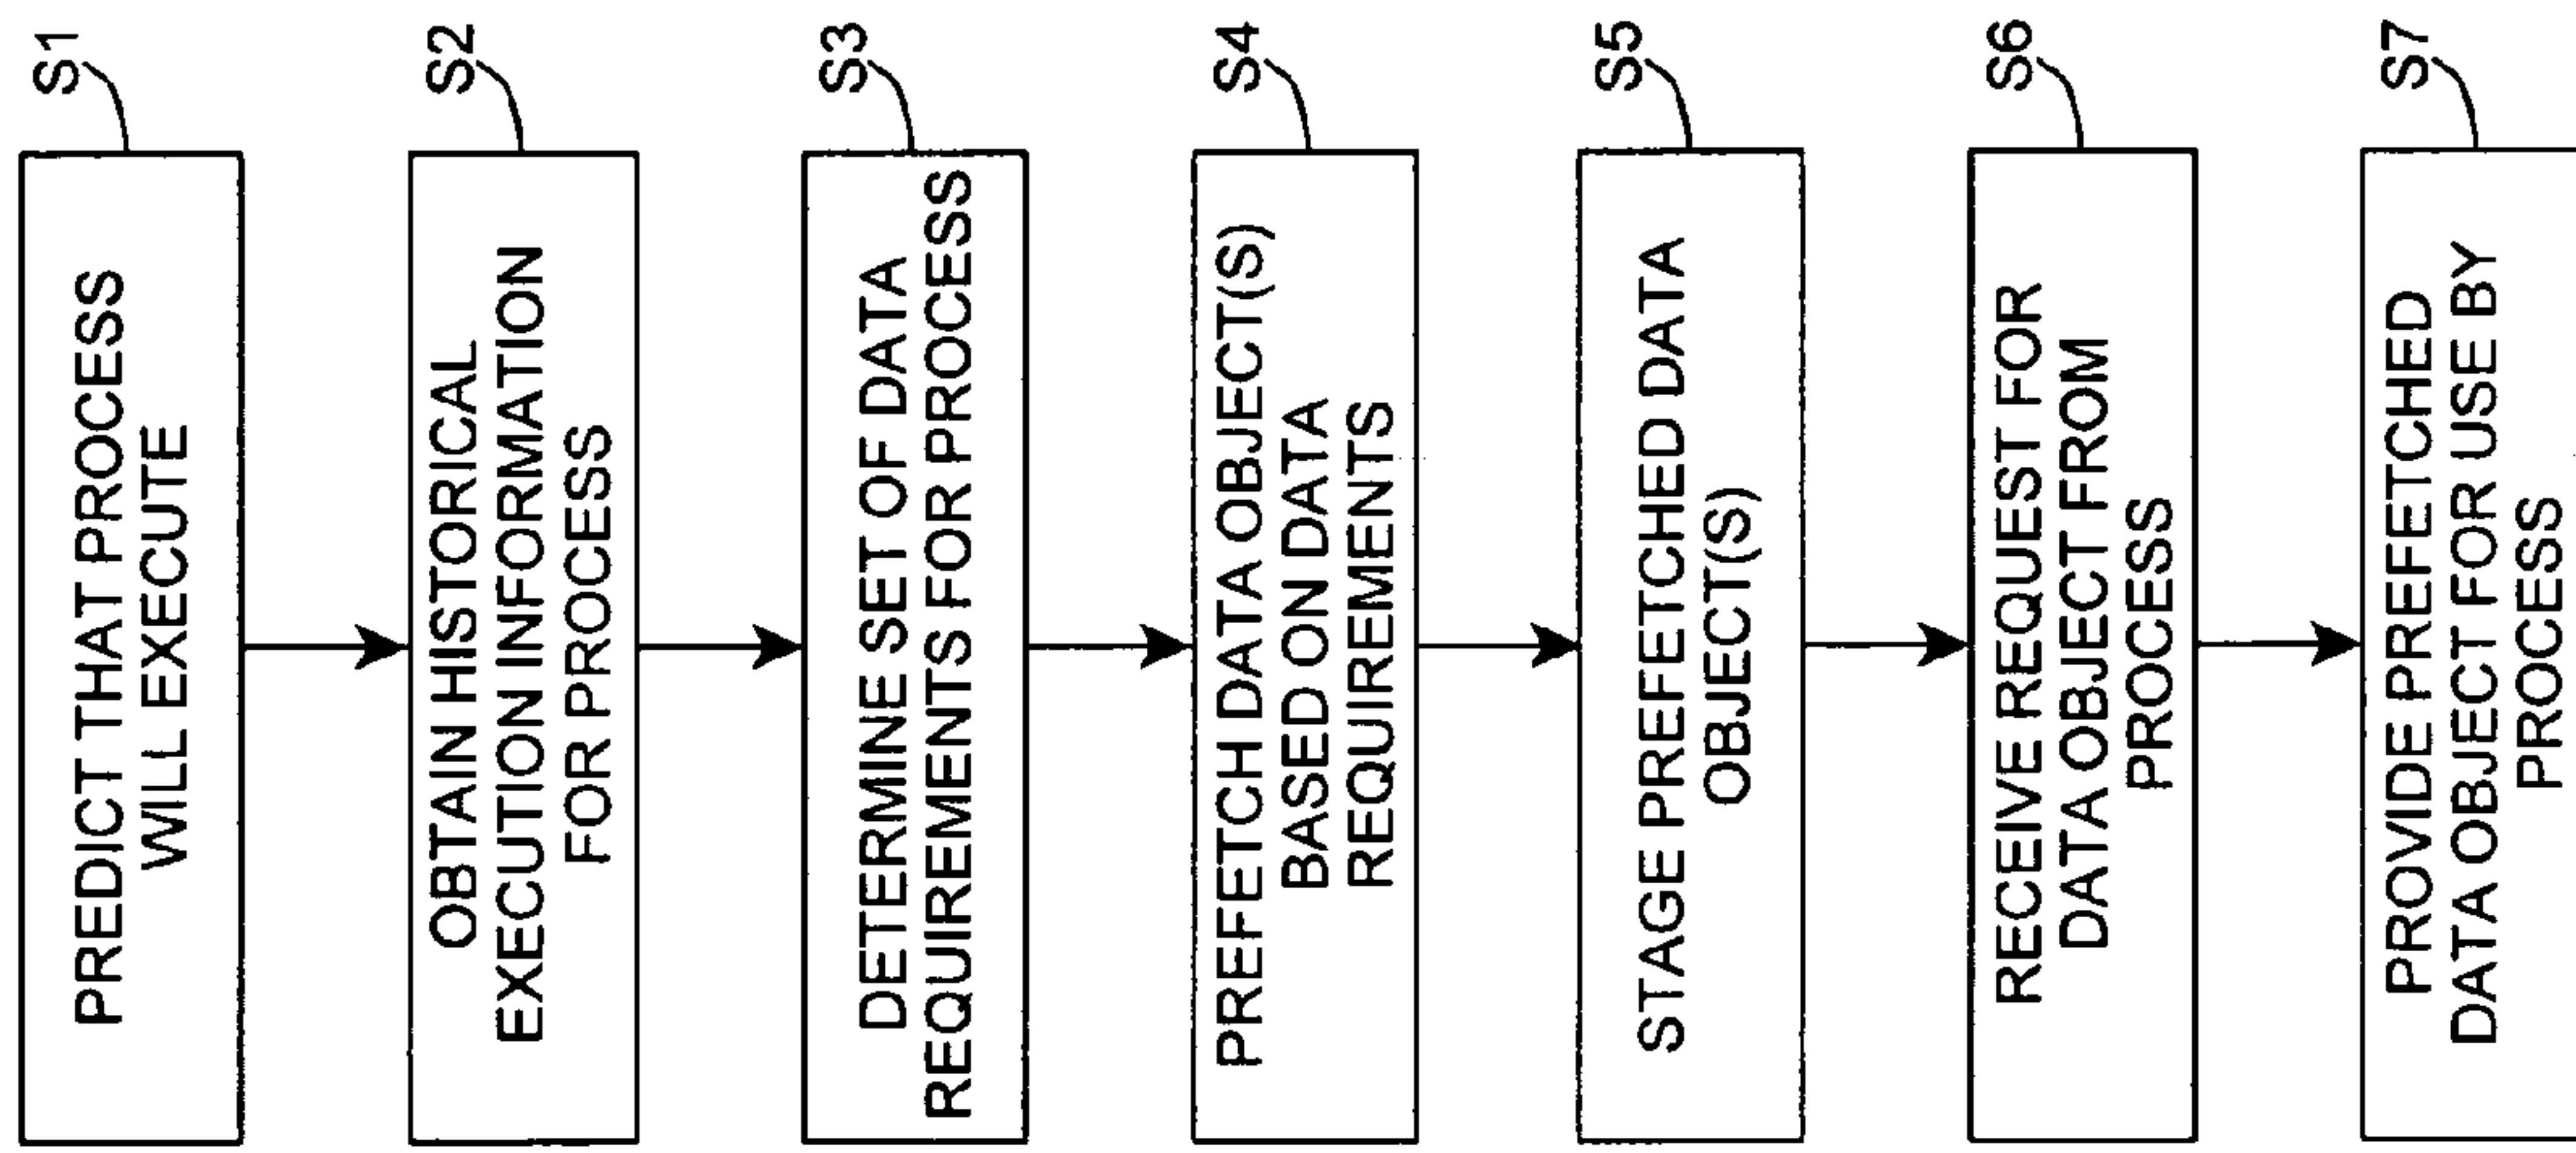 S1
PREDICT THAT PROCESS
WILL EXECUTE
S2
OBTAIN HISTORICAL
EXECUTION INFORMATION
FOR PROCESS
S3
DETERMINE SET OF DATA
REQUIREMENTS FOR PROCESS
S4
PREFETCH DATA OBJECT(S)
BASED ON DATA
REQUIREMENTS
S5
STAGE PREFETCHED DATA
OBJECT(S)
S6
RECEIVE REQUEST FOR
DATA OBJECT FROM
PROCESS
S7
PROVIDE PREFETCHED
DATA OBJECT FOR USE BY
PROCESS